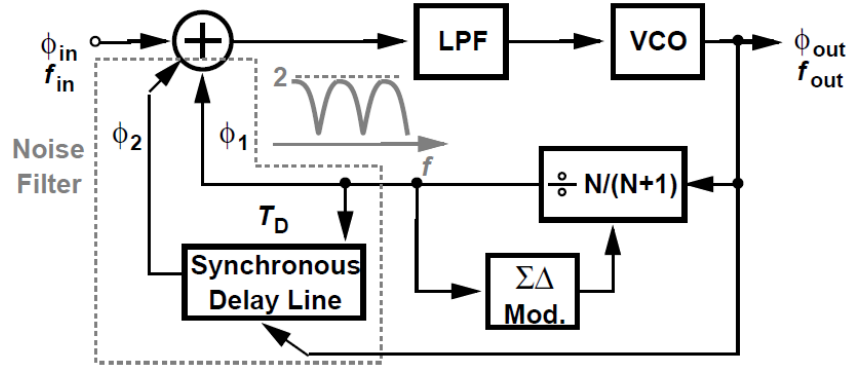 ϕin
fin
+
LPF
VCO
ϕout
fout
2
f
ϕ2
ϕ1
Noise
Filter
÷ N/(N+1)
TD
Synchronous
Delay Line
ΣΔ
Mod.